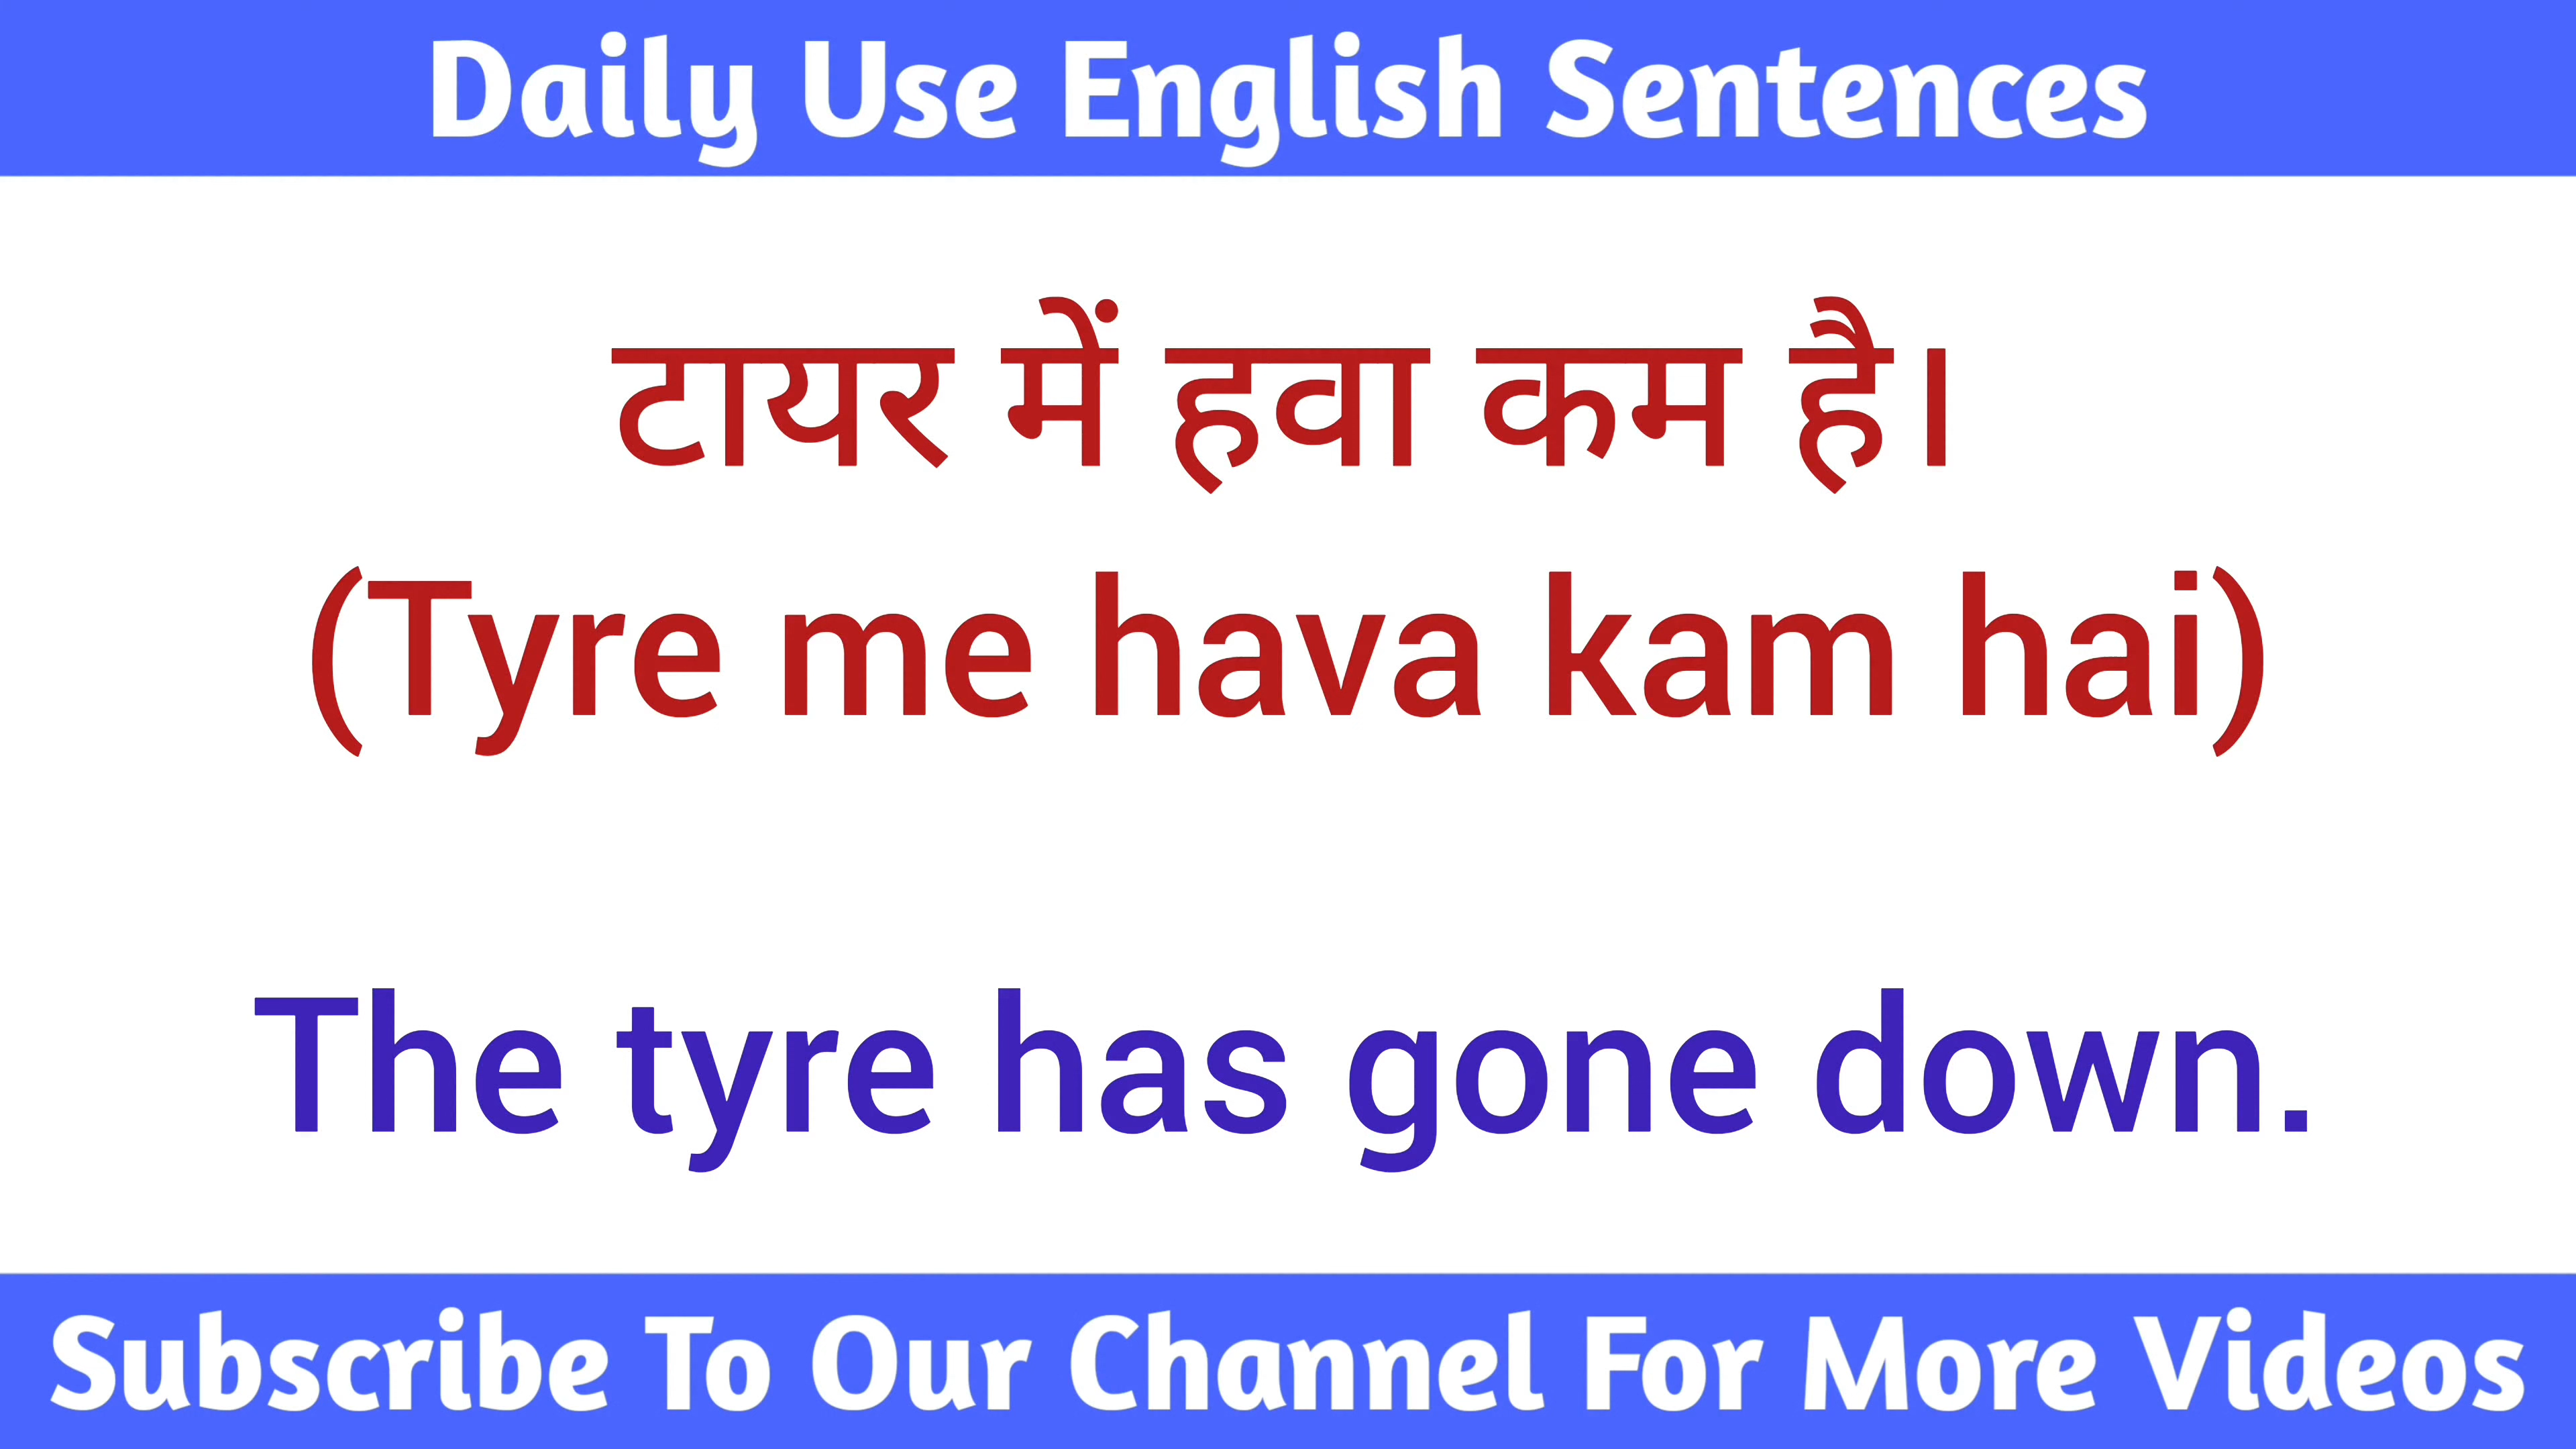 Daily Use English Sentences
टायर में हवा कम है।
(Tyre me hava kam hai)
The tyre has gone down.
Subscribe To Our Channel For More Videos